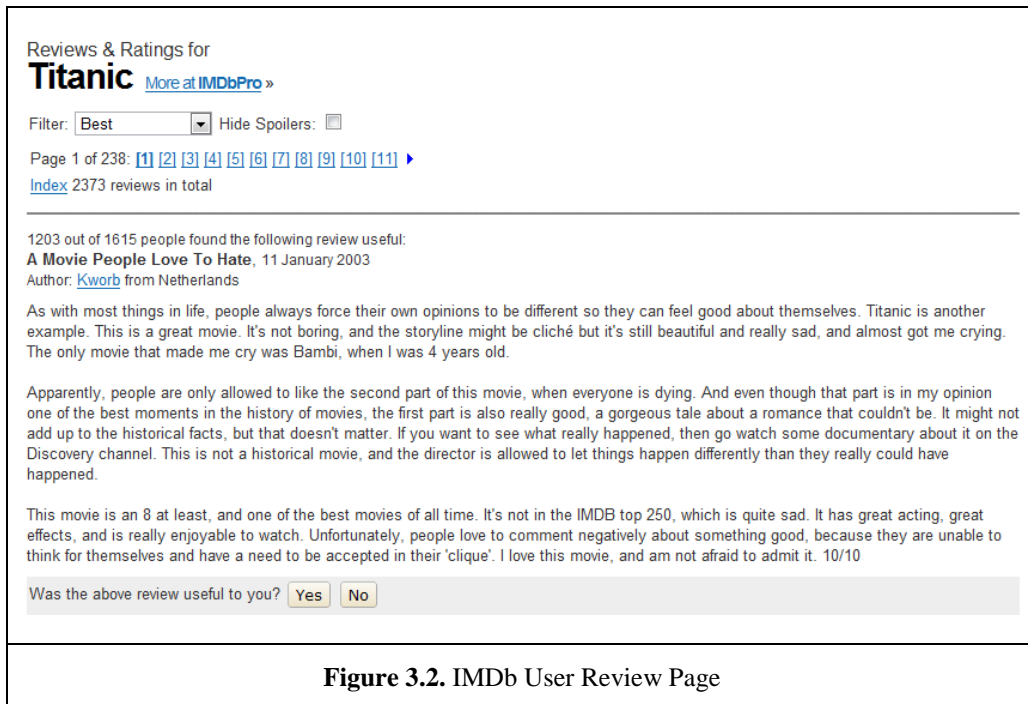 Reviews & Ratings for
Titanic More at IMDbPro »
Filter: Best Hide Spoilers:
Page 1 of 238: [1] [2] [3] [4] [5] [6] [7] [8] [9] [10] [11]
Index 2373 reviews in total
1203 out of 1615 people found the following review useful:
A Movie People Love To Hate, 11 January 2003
Author: Kworb from Netherlands
As with most things in life, people always force their own opinions to be different so they can feel good about themselves. Titanic is another
example. This is a great movie. It's not boring, and the storyline might be cliché but it's still beautiful and really sad, and almost got me crying.
The only movie that made me cry was Bambi, when I was 4 years old.
Apparently, people are only allowed to like the second part of this movie, when everyone is dying. And even though that part is in my opinion
one of the best moments in the history of movies, the first part is also really good, a gorgeous tale about a romance that couldn't be. It might not
add up to the historical facts, but that doesn't matter. If you want to see what really happened, then go watch some documentary about it on the
Discovery channel. This is not a historical movie, and the director is allowed to let things happen differently than they really could have
happened.
This movie is an 8 at least, and one of the best movies of all time. It's not in the IMDB top 250, which is quite sad. It has great acting, great
effects, and is really enjoyable to watch. Unfortunately, people love to comment negatively about something good, because they are unable to
think for themselves and have a need to be accepted in their 'clique'. I love this movie, and am not afraid to admit it. 10/10
Was the above review useful to you? Yes No
Figure 3.2. IMDb User Review Page